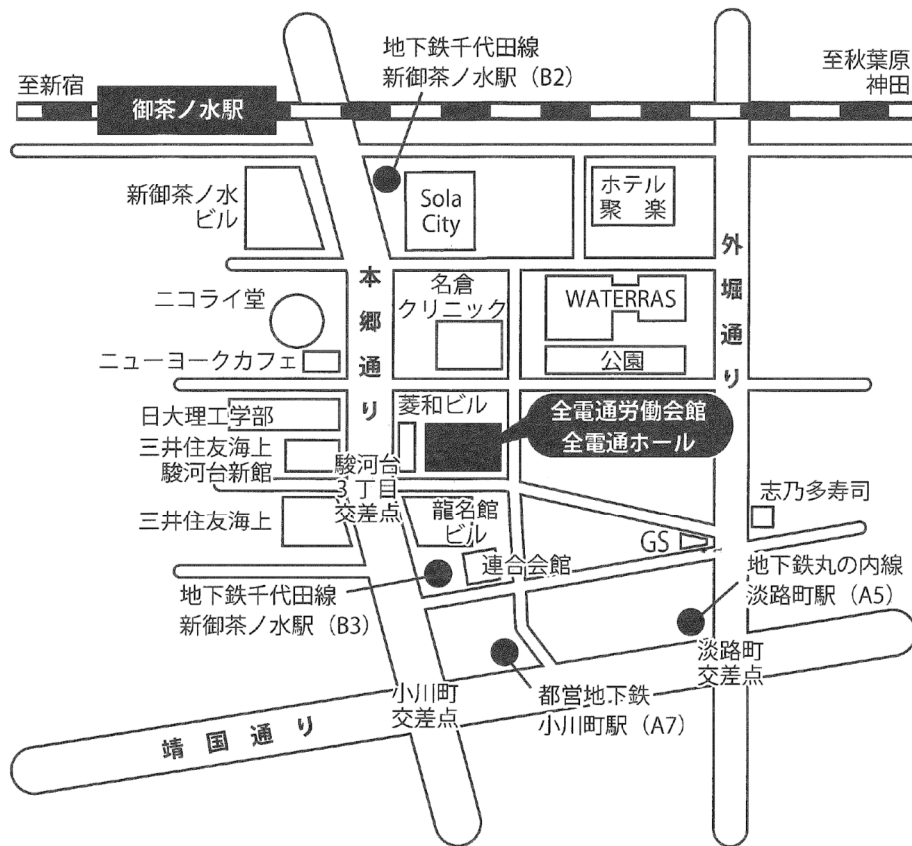 地下鉄千代田線
新御茶ノ水駅（B2）
至新宿
至秋葉原
神田
御茶ノ水駅
新御茶ノ水
ビル
Sola
City
ホテル
聚 楽
外堀通り
本郷通り
ニコライ堂
名倉
クリニック
WATERRAS
ニューヨークカフェ
公園
日大理工学部
菱和ビル
全電通労働会館
全電通ホール
三井住友海上
駿河台新館
駿河台
3丁目
交差点
志乃多寿司
三井住友海上
龍名館
ビル
GS
連合会館
地下鉄千代田線
新御茶ノ水駅（B3）
地下鉄丸の内線
淡路町駅（A5）
淡路町
交差点
小川町
交差点
都営地下鉄
小川町駅（A7）
靖国通り